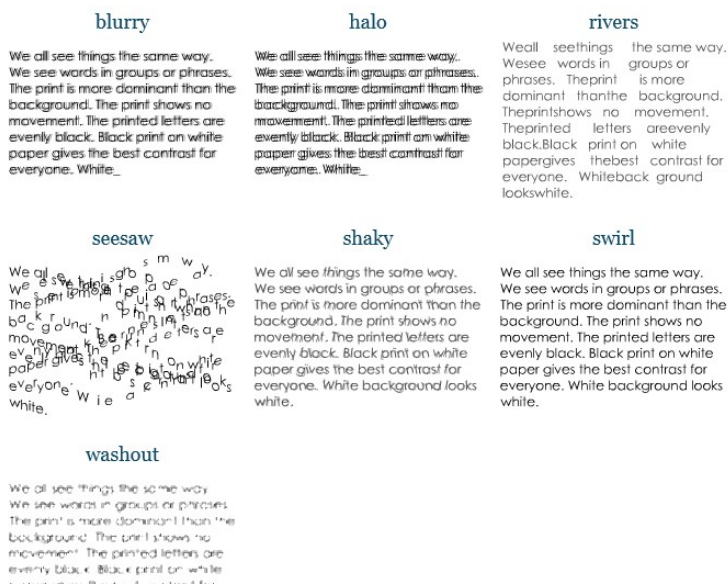 blurry
We all see things the same way.
We see words in groups or phrases.
The print is more dominant than the
background. The print shows no
movement. The printed letters are
evenly black. Black print on white
paper gives the best contrast for
everyone. White_
halo
We all see things the same way.
We see words in groups or phrases.
The print is more dominant than the
background. The print shows no
movement. The printed letters are
evenly black. Black print on white
paper gives the best contrast for
everyone. White_
rivers
Weall seethings the same way.
Wesee words in groups or
phrases. Theprint is more
dominant thanthe background.
Theprintshows no movement.
Theprinted letters areevenly
black.Black print on white
papergives thebest contrast for
everyone. Whiteback ground
lookswhite.
seesaw
We all
The print
white.
shaky
We all see things the same way.
We see words in groups or phrases.
The print is more dominant than the
background. The print shows no
movement. The printed letters are
evenly black. Black print on white
paper gives the best contrast for
everyone. White background looks
white.
swirl
We all see things the same way.
We see words in groups or phrases.
The print is more dominant than the
background. The print shows no
movement. The printed letters are
evenly black. Black print on white
paper gives the best contrast for
everyone. White background looks
white.
washout
We all see things the same way
We see words in groups or phrases
The print is more dominant than the
background The print shows no
movement The printed letters are
evenly black Black print on white